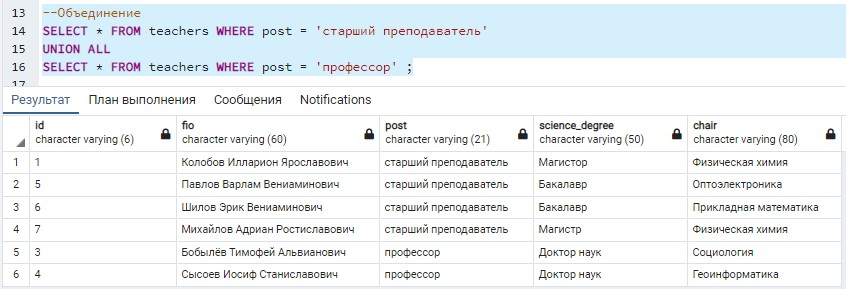 13 --Объединение
14 SELECT * FROM teachers WHERE post = 'старший преподаватель'
15 UNION ALL
16 SELECT * FROM teachers WHERE post = 'профессор' ;
17
Результат План выполнения Сообщения Notifications
id fio post science_degree chair
character varying (6) character varying (60) character varying (21) character varying (50) character varying (80)
1 1 Колобов Илларион Ярославович старший преподаватель Магистор Физическая химия
2 5 Павлов Варлам Вениаминович старший преподаватель Бакалавр Оптоэлектроника
3 6 Шилов Эрик Вениаминович старший преподаватель Бакалавр Прикладная математика
4 7 Михайлов Адриан Ростиславович старший преподаватель Магистр Физическая химия
5 3 Бобылёв Тимофей Альвианович профессор Доктор наук Социология
6 4 Сысоев Иосиф Станиславович профессор Доктор наук Геоинформатика